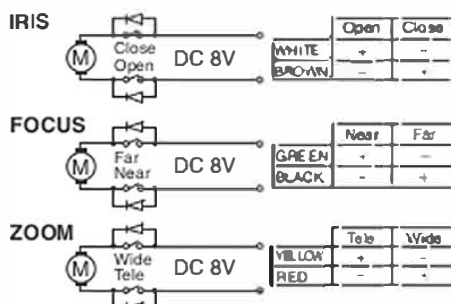 IRIS
Open Close
Close
M DC 8V WHITE + -
Open
BROWN - +
FOCUS
Near Far
Far
M DC 8V GREEN + -
Near
BLACK - +
ZOOM
Tele Wide
Wide
M DC 8V YELLOW + -
Tele
RED - +